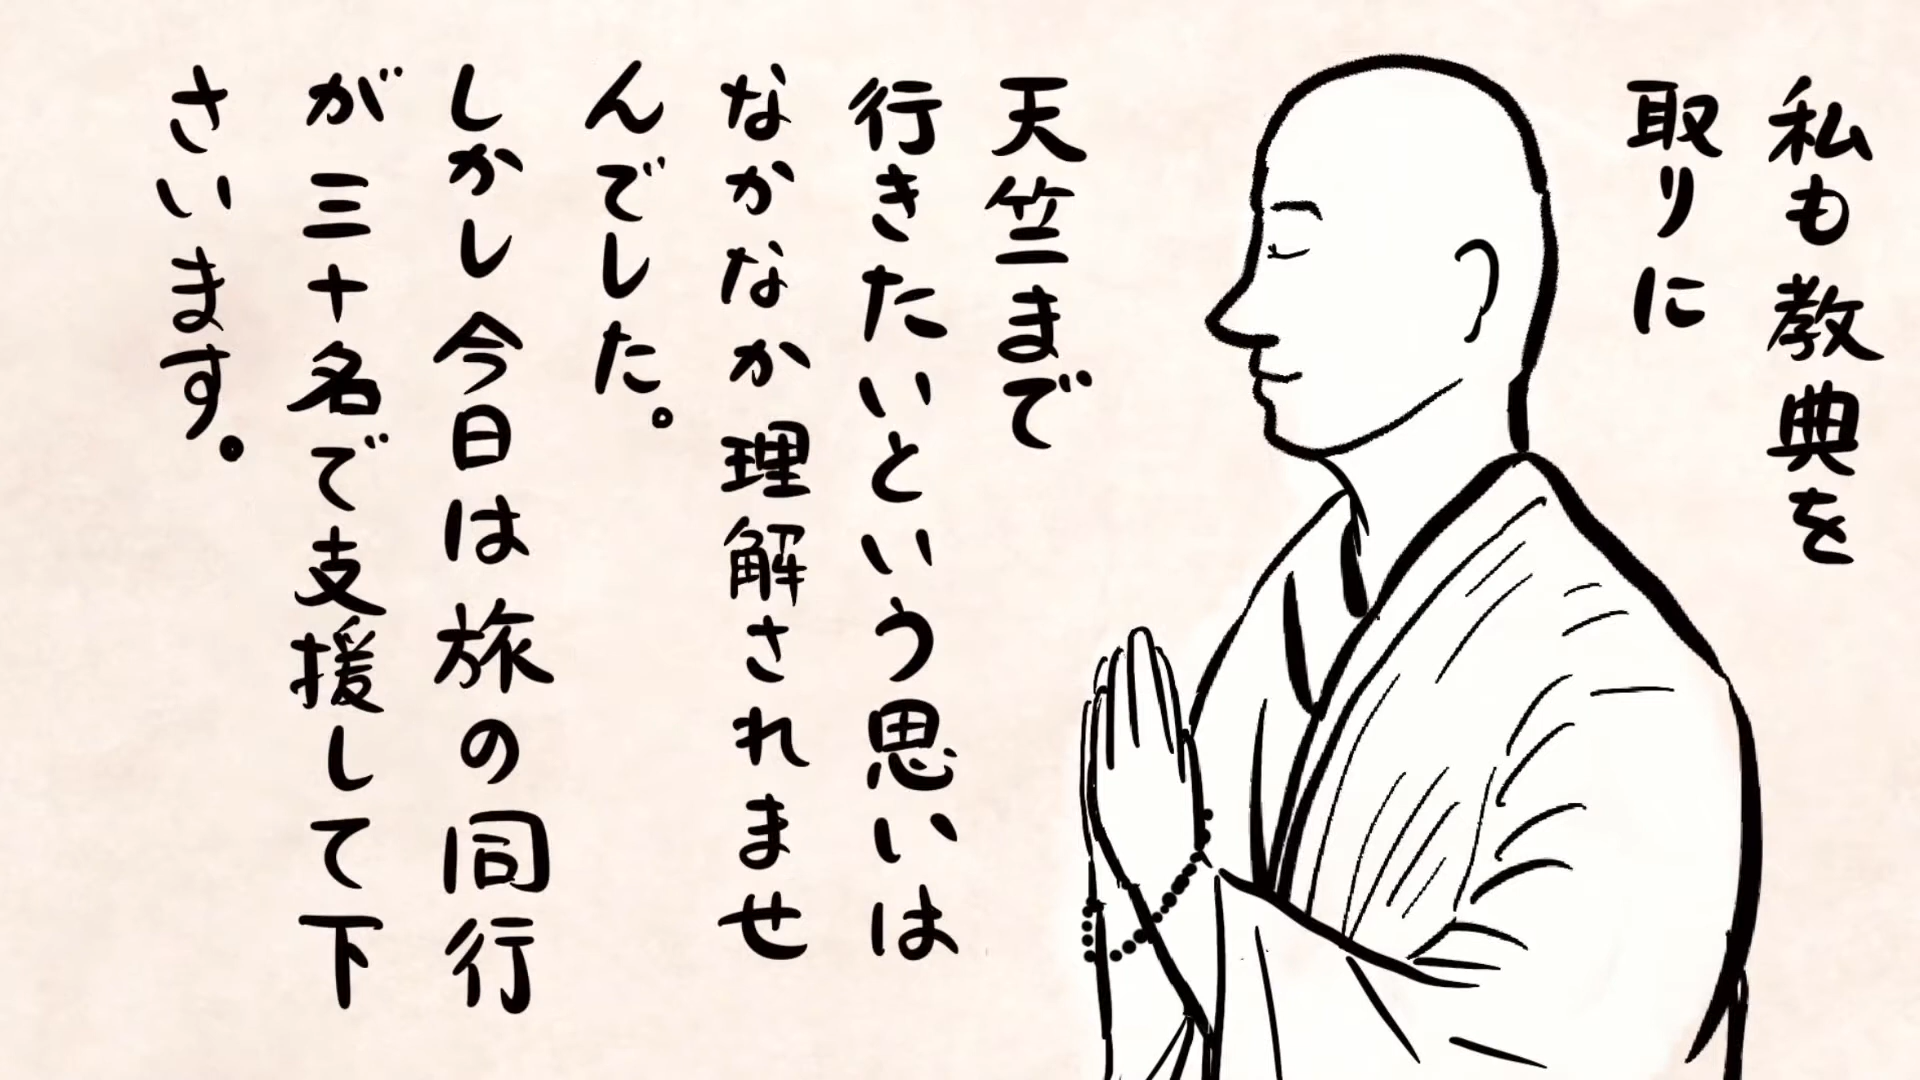 私も教典を
取りに
天竺まで
行きたいという思いは
なかなか理解されませ
んでした。
しかし今日は旅の同行
が三十名で支援して下
さいます。